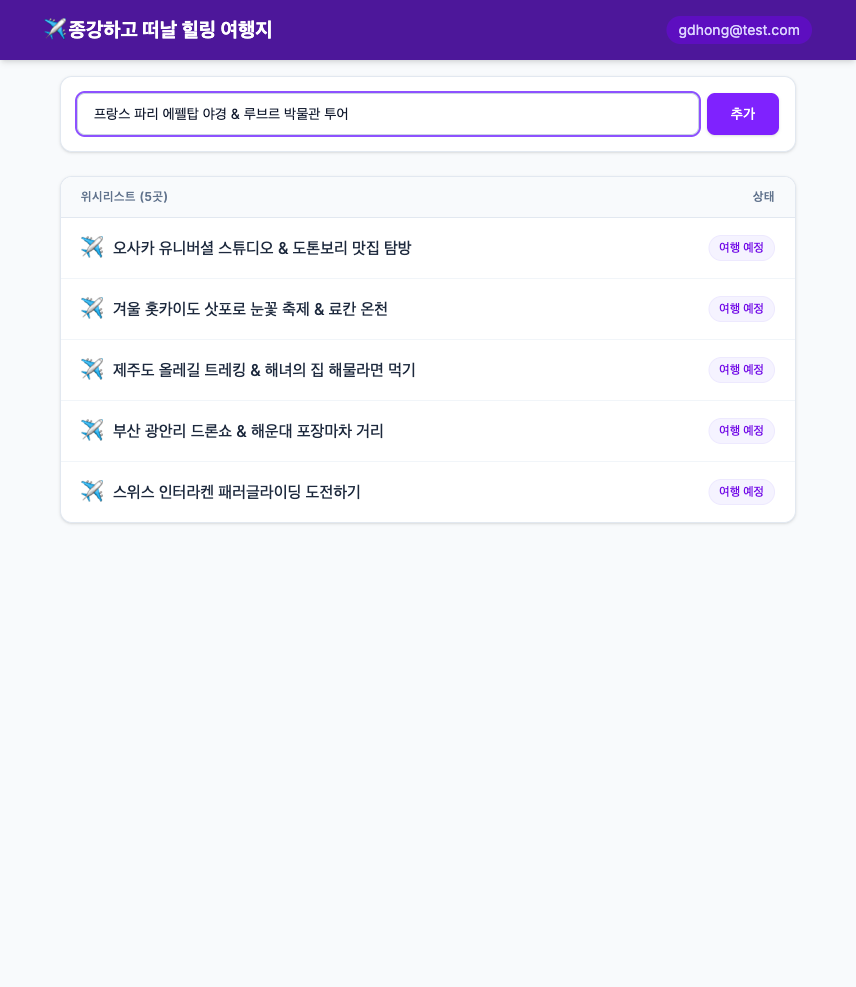 ✈️종강하고 떠날 힐링 여행지
gdhong@test.com
프랑스 파리 에펠탑 야경 & 루브르 박물관 투어
추가
위시리스트 (5곳)
상태
✈️ 오사카 유니버셜 스튜디오 & 도톤보리 맛집 탐방
여행 예정
✈️ 겨울 홋카이도 삿포로 눈꽃 축제 & 료칸 온천
여행 예정
✈️ 제주도 올레길 트레킹 & 해녀의 집 해물라면 먹기
여행 예정
✈️ 부산 광안리 드론쇼 & 해운대 포장마차 거리
여행 예정
✈️ 스위스 인터라켄 패러글라이딩 도전하기
여행 예정